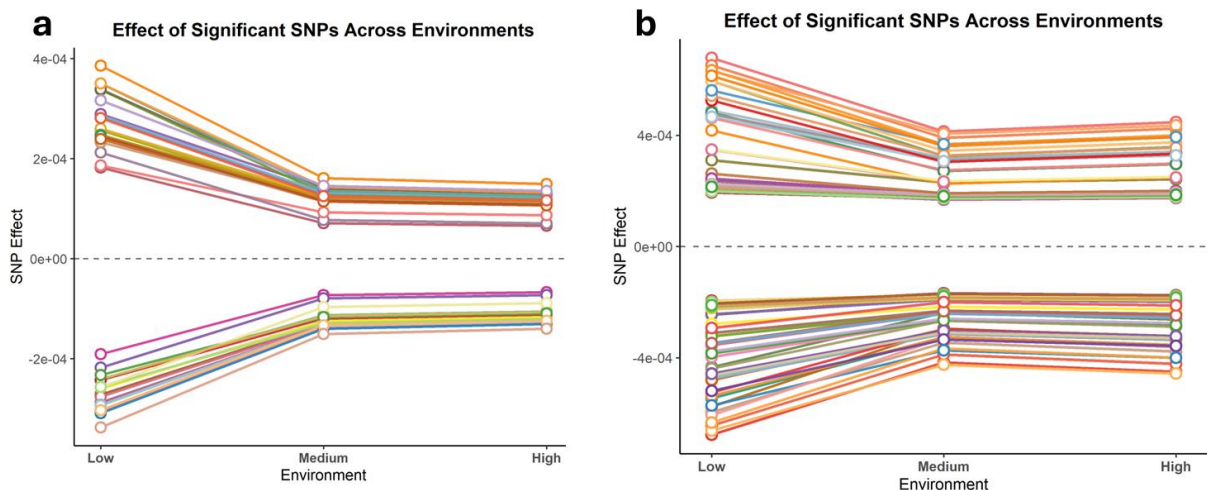 a
Effect of Significant SNPs Across Environments
4e-04
2e-04
0e+00
-2e-04
SNP Effect
Low
Medium
High
Environment
b
Effect of Significant SNPs Across Environments
4e-04
0e+00
-4e-04
SNP Effect
Low
Medium
High
Environment